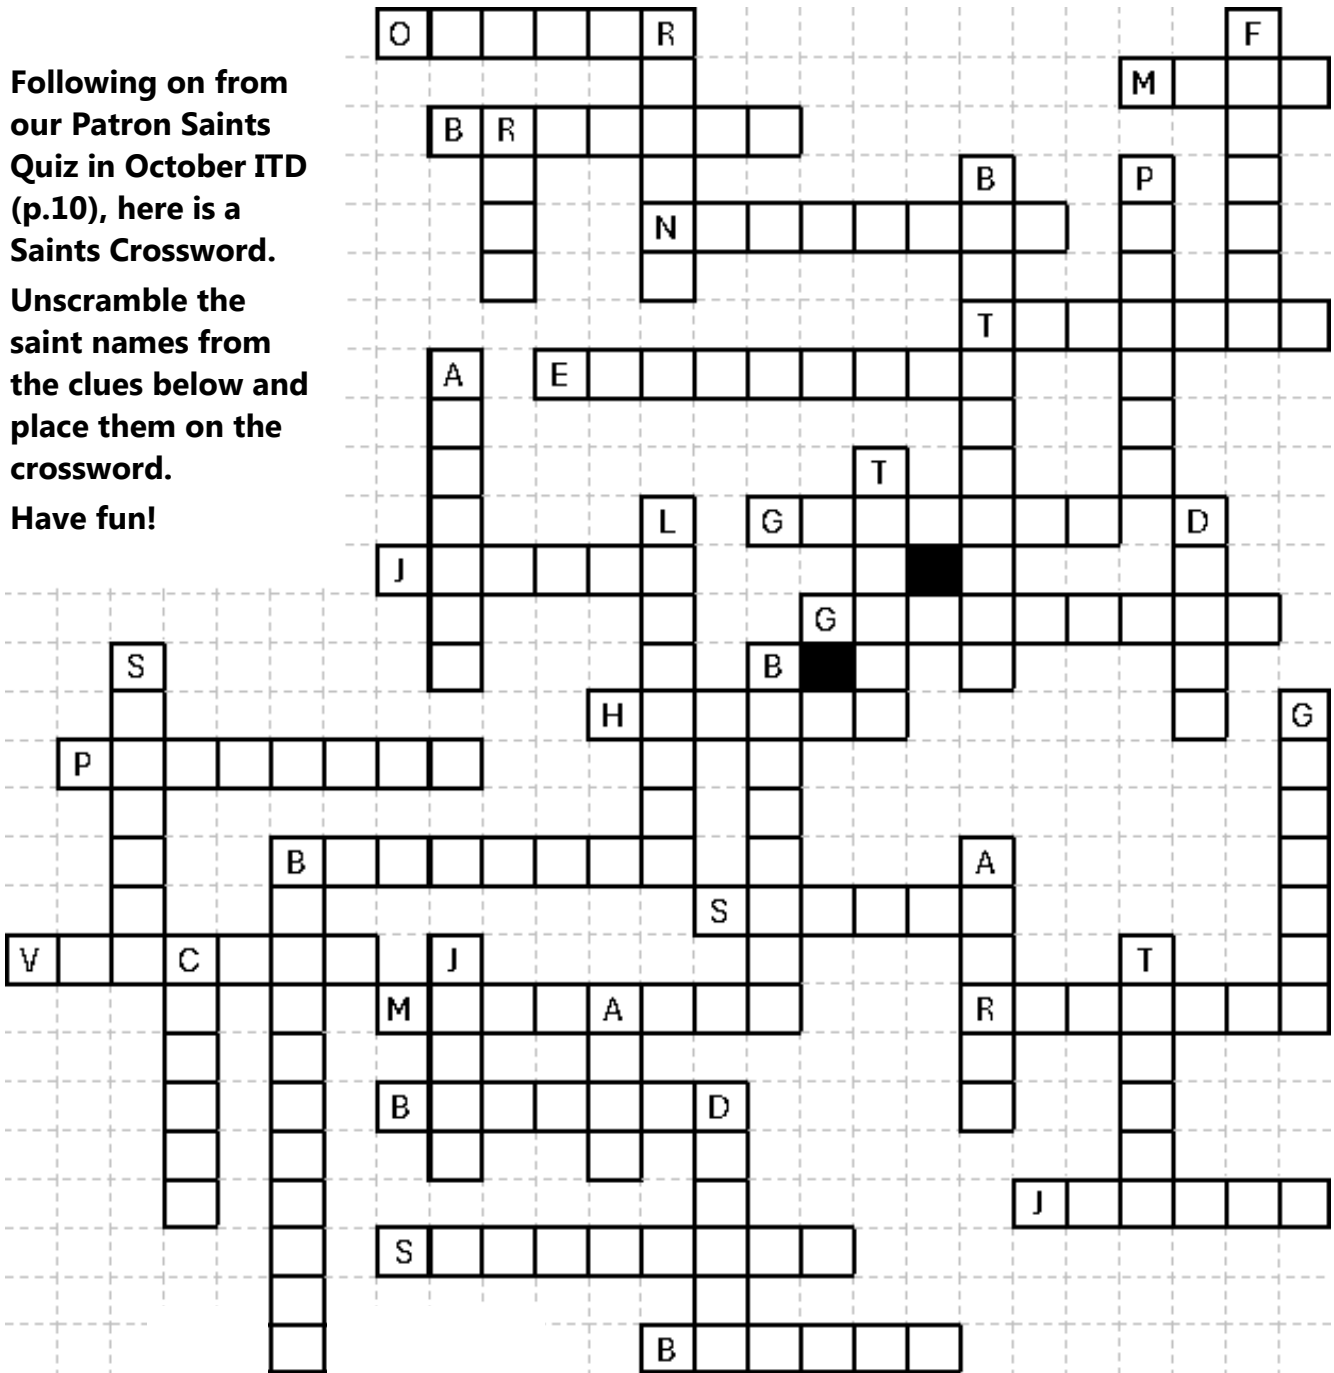 O R F
Following on from
M
our Patron Saints
B R
Quiz in October ITD
B P
(p.10), here is a
N
Saints Crossword.
Unscramble the
T
saint names from
A E
the clues below and
place them on the
crossword.
T
Have fun!
L G D
J
G
S B
H G
P
B A
S
V C J T
M A R
B D
J
S
B